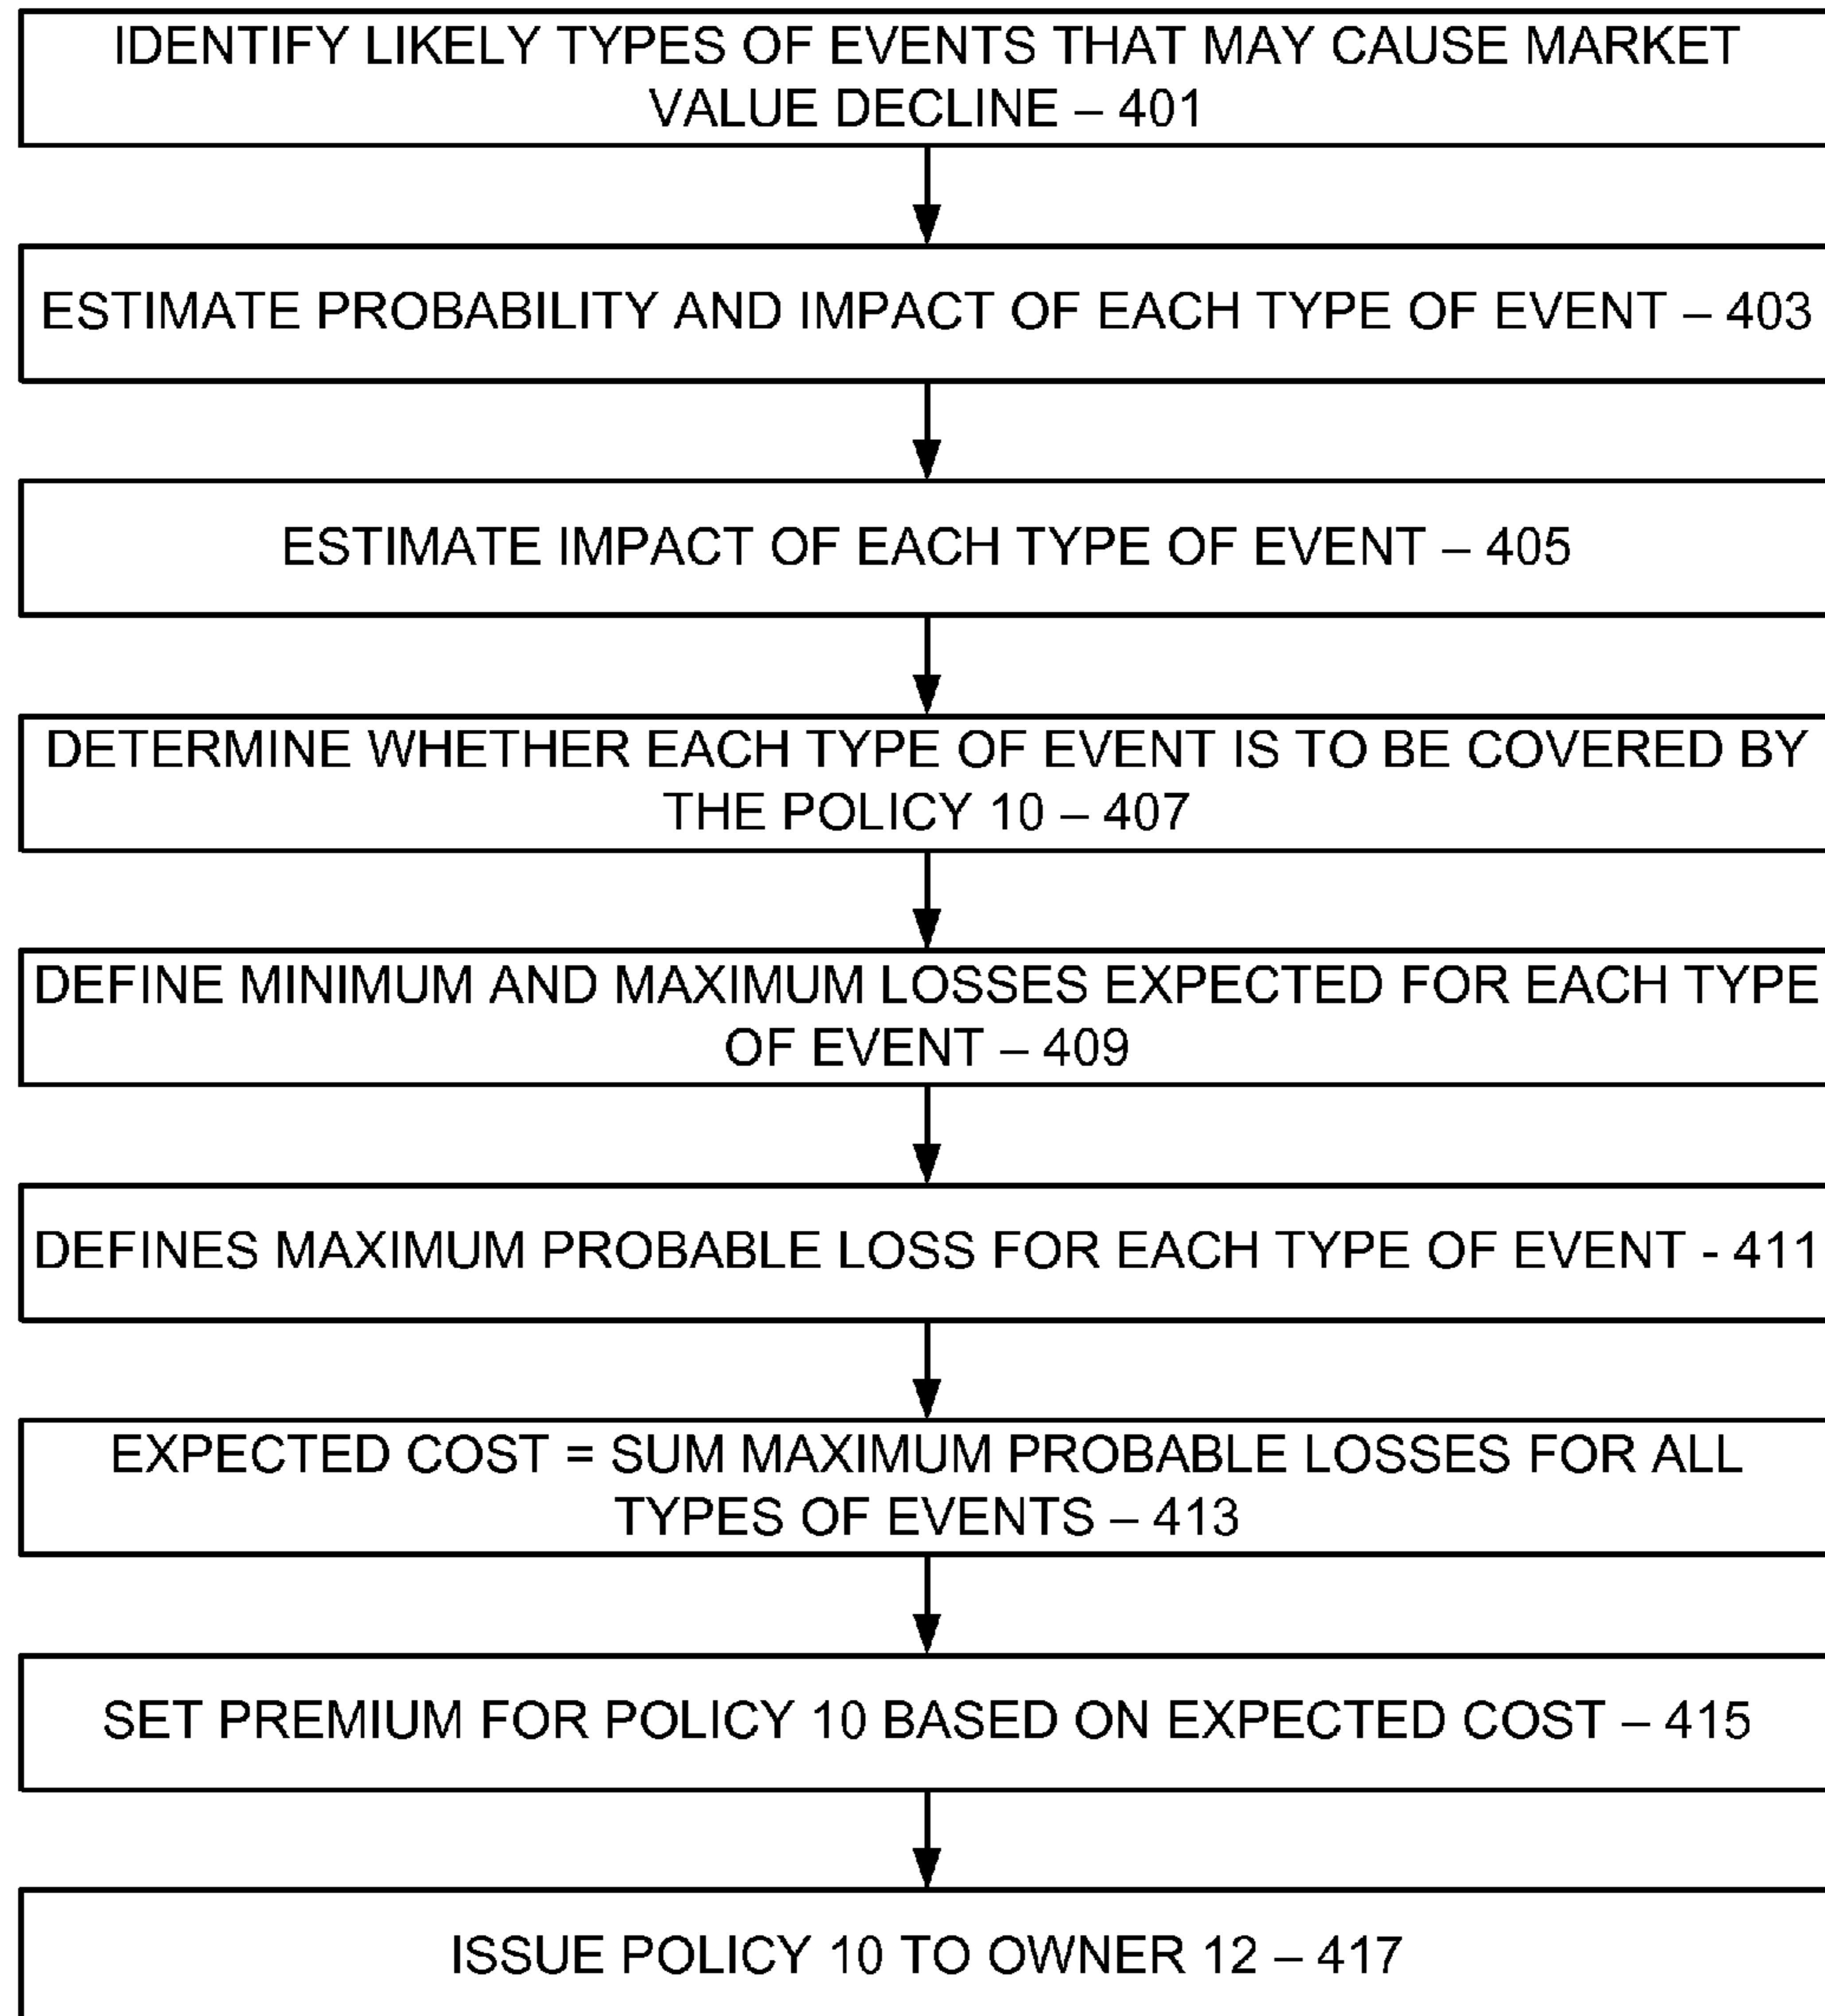 IDENTIFY LIKELY TYPES OF EVENTS THAT MAY CAUSE MARKET
VALUE DECLINE – 401
ESTIMATE PROBABILITY AND IMPACT OF EACH TYPE OF EVENT – 403
ESTIMATE IMPACT OF EACH TYPE OF EVENT – 405
DETERMINE WHETHER EACH TYPE OF EVENT IS TO BE COVERED BY
THE POLICY 10 – 407
DEFINE MINIMUM AND MAXIMUM LOSSES EXPECTED FOR EACH TYPE
OF EVENT – 409
DEFINES MAXIMUM PROBABLE LOSS FOR EACH TYPE OF EVENT - 411
EXPECTED COST = SUM MAXIMUM PROBABLE LOSSES FOR ALL
TYPES OF EVENTS – 413
SET PREMIUM FOR POLICY 10 BASED ON EXPECTED COST – 415
ISSUE POLICY 10 TO OWNER 12 – 417